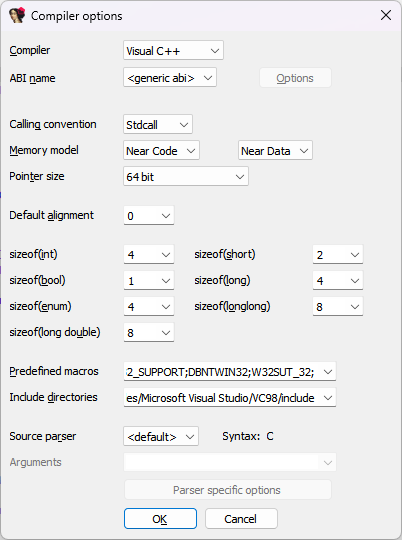 Compiler options
Compiler Visual C++
ABI name <generic abi> Options
Calling convention Stdcall
Memory model Near Code Near Data
Pointer size 64 bit
Default alignment 0
sizeof(int) 4 sizeof(short) 2
sizeof(bool) 1 sizeof(long) 4
sizeof(enum) 4 sizeof(longlong) 8
sizeof(long double) 8
Predefined macros 2_SUPPORT;DBNTWIN32;W32SUT_32;
Include directories es/Microsoft Visual Studio/VC98/include
Source parser <default> Syntax: C
Arguments
Parser specific options
OK Cancel